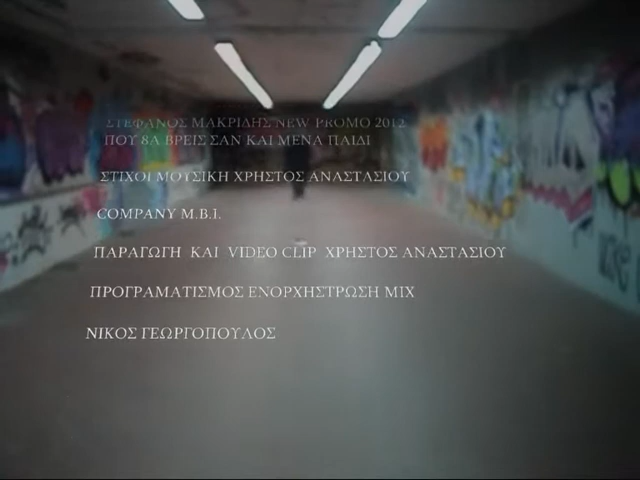 ΣΤΕΦΑΝΟΣ ΜΑΚΡΙΔΗΣ NEW PROMO 2012
ΠΟΥ 8Α ΒΡΕΙΣ ΣΑΝ ΚΑΙ ΜΕΝΑ ΠΑΙΔΙ
ΣΤΙΧΟΙ ΜΟΥΣΙΚΗ ΧΡΗΣΤΟΣ ΑΝΑΣΤΑΣΙΟΥ
COMPANY M.B.I.
ΠΑΡΑΓΩΓΗ ΚΑΙ VIDEO CLIP ΧΡΗΣΤΟΣ ΑΝΑΣΤΑΣΙΟΥ
ΠΡΟΓΡΑΜΑΤΙΣΜΟΣ ΕΝΟΡΧΗΣΤΡΩΣΗ MIX
ΝΙΚΟΣ ΓΕΩΡΓΟΠΟΥΛΟΣ